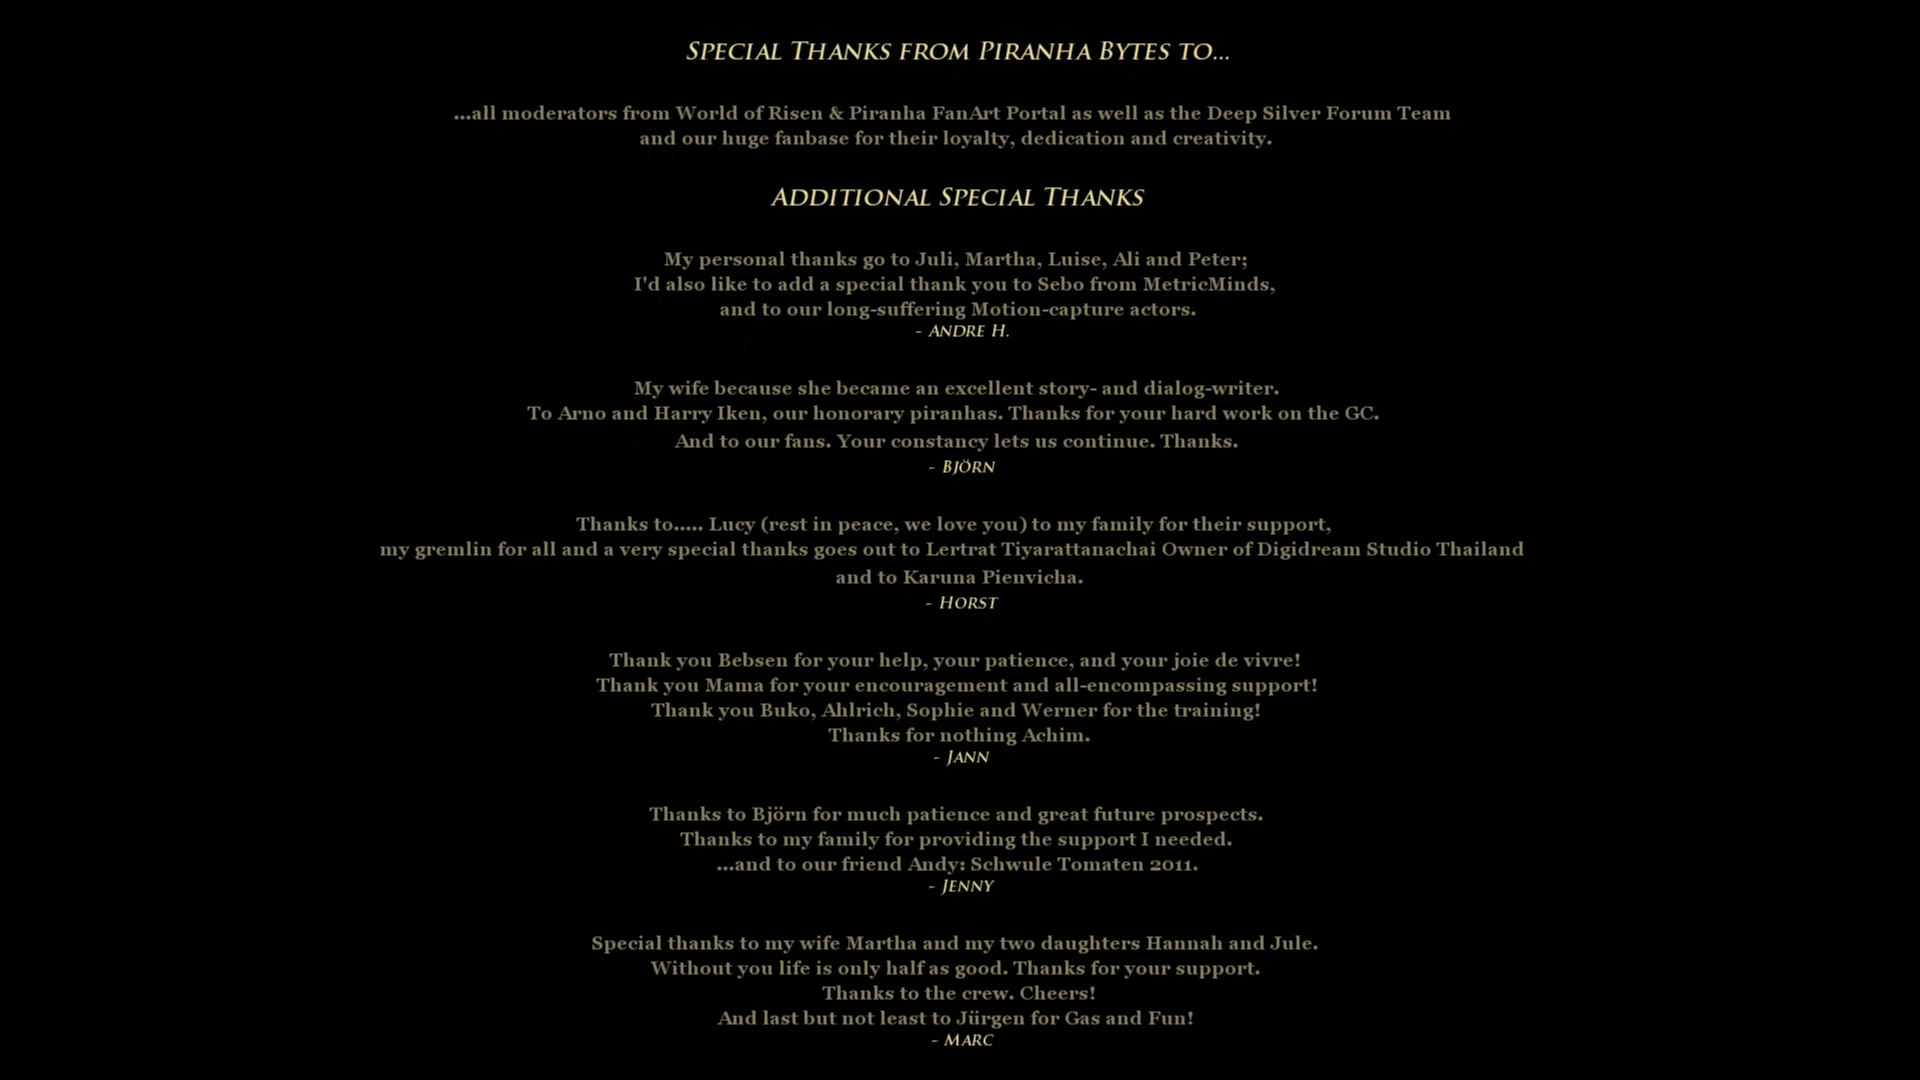 SPECIAL THANKS FROM PIRANHA BYTES TO...
...all moderators from World of Risen & Piranha FanArt Portal as well as the Deep Silver Forum Team
and our huge fanbase for their loyalty, dedication and creativity.
ADDITIONAL SPECIAL THANKS
My personal thanks go to Juli, Martha, Luise, Ali and Peter;
I'd also like to add a special thank you to Sebo from MetricMinds,
and to our long-suffering Motion-capture actors.
- ANDRE H.
My wife because she became an excellent story- and dialog-writer.
To Arno and Harry Iken, our honorary piranhas. Thanks for your hard work on the GC.
And to our fans. Your constancy lets us continue. Thanks.
- BJÖRN
Thanks to..... Lucy (rest in peace, we love you) to my family for their support,
my gremlin for all and a very special thanks goes out to Lertrat Tiyarattanachai Owner of Digidream Studio Thailand
and to Karuna Pienvicha.
- HORST
Thank you Bebsen for your help, your patience, and your joie de vivre!
Thank you Mama for your encouragement and all-encompassing support!
Thank you Buko, Ahlrich, Sophie and Werner for the training!
Thanks for nothing Achim.
- JANN
Thanks to Björn for much patience and great future prospects.
Thanks to my family for providing the support I needed.
...and to our friend Andy: Schwule Tomaten 2011.
- JENNY
Special thanks to my wife Martha and my two daughters Hannah and Jule.
Without you life is only half as good. Thanks for your support.
Thanks to the crew. Cheers!
And last but not least to Jürgen for Gas and Fun!
- MARC